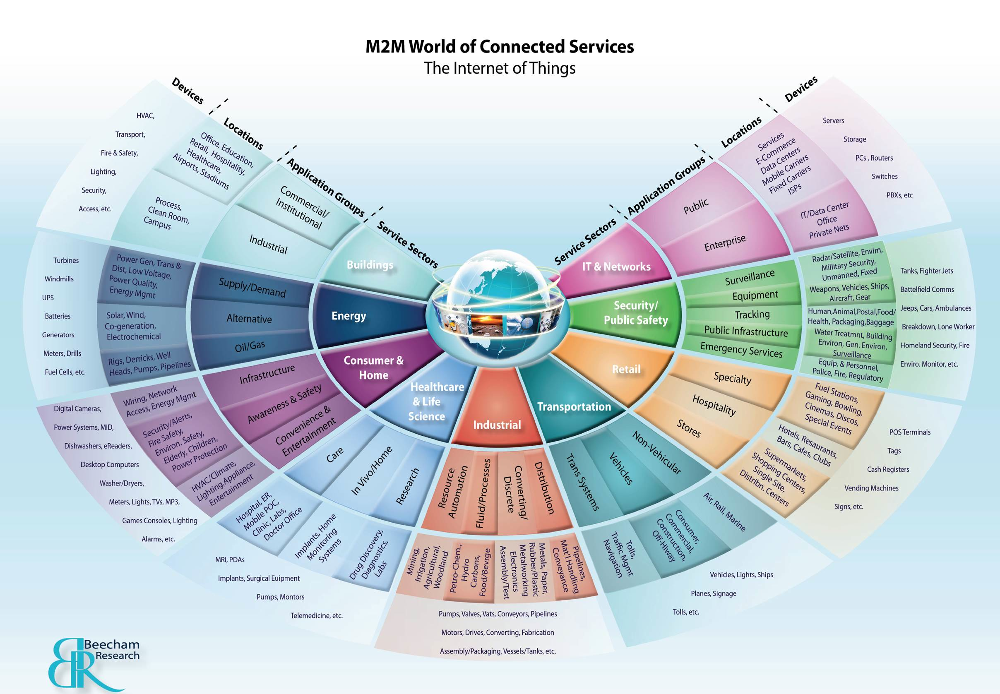 M2M World of Connected Services
The Internet of Things
Devices
Locations
Application Groups
Service Sectors
Service Sectors
Application Groups
Locations
Devices
Buildings
Commercial/
Institutional
Industrial
Office, Education,
Retail, Hospitality,
Healthcare,
Airports, Stadiums
Process,
Clean Room,
Campus
HVAC,
Transport,
Fire & Safety,
Lighting,
Security,
Access, etc.
Energy
Supply/Demand
Alternative
Oil/Gas
Power Gen, Trans &
Dist, Low Voltage,
Power Quality,
Energy Mgmt
Solar, Wind,
Co-generation,
Electrochemical
Rigs, Derricks, Well
Heads, Pumps, Pipelines
Turbines
Windmills
UPS
Batteries
Generators
Meters, Drills
Fuel Cells, etc.
Consumer &
Home
Infrastructure
Awareness & Safety
Convenience &
Entertainment
Wiring, Network
Access, Energy Mgmt
Security/Alerts,
Fire Safety,
Environ. Safety,
Elderly, Children,
Power Protection
HVAC/Climate,
Lighting,Appliance,
Entertainment
Digital Cameras,
Power Systems, MID,
Dishwashers, eReaders,
Desktop Computers
Washer/Dryers,
Meters, Lights, TVs, MP3,
Games Consoles, Lighting
Alarms, etc.
Healthcare
& Life
Science
Care
In Vivo/Home
Research
Hospital, ER,
Mobile POC,
Clinic, Labs,
Doctor Office
Implants, Home
Monitoring
Systems
Drug Discovery,
Diagnostics,
Labs
MRI, PDAs
Implants, Surgical Euipment
Pumps, Montors
Telemedicine, etc.
Industrial
Resource
Automation
Fluid/Processes
Converting/
Discrete
Distribution
Mining,
Irrigation,
Agricultural,
Woodland
Petro-Chem.,
Hydro
Carbons,
Food/Bevrge
Metals, Paper,
Rubber/Plastic
Metalworking
Electronics
Assembly/Test
Pipelines,
Mat'l Handling
Conveyance
Pumps, Valves, Vats, Conveyors, Pipelines
Motors, Drives, Converting, Fabrication
Assembly/Packaging, Vessels/Tanks, etc.
Transportation
Trans Systems
Vehicles
Non-Vehicular
Tolls,
Traffic Mgmt
Navigation
Consumer,
Commercial,
Construction,
Off-Hiway
Air, Rail, Marine
Vehicles, Lights, Ships
Planes, Signage
Tolls, etc.
Retail
Specialty
Hospitality
Stores
Fuel Stations,
Gaming, Bowling,
Cinemas, Discos,
Special Events
Hotels, Resaurants,
Bars, Cafes, Clubs
Supermarkets,
Shopping Centers,
Single Site,
Distribn. Centers
POS Terminals
Tags
Cash Registers
Vending Machines
Signs, etc.
Security/
Public Safety
Surveillance
Equipment
Tracking
Public Infrastructure
Emergency Services
Radar/Satellite, Envirn,
Millitary Security,
Unmanned, Fixed
Weapons, Vehicles, Ships,
Aircraft, Gear
Human,Animal,Postal,Food/
Health, Packaging,Baggage
Water Treatmnt, Building
Environ, Gen. Environ,
Surveillance
Equip. & Personnel,
Police, Fire, Regulatory
Tanks, Fighter Jets
Battelfield Comms
Jeeps, Cars, Ambulances
Breakdown, Lone Worker
Homeland Security, Fire
Enviro. Monitor, etc.
IT & Networks
Public
Enterprise
Services
E-Commerce
Data Centers
Mobile Carriers
Fixed Carriers
ISPs
IT/Data Center
Office
Private Nets
Servers
Storage
PCs , Routers
Switches
PBXs, etc
Beecham
Research